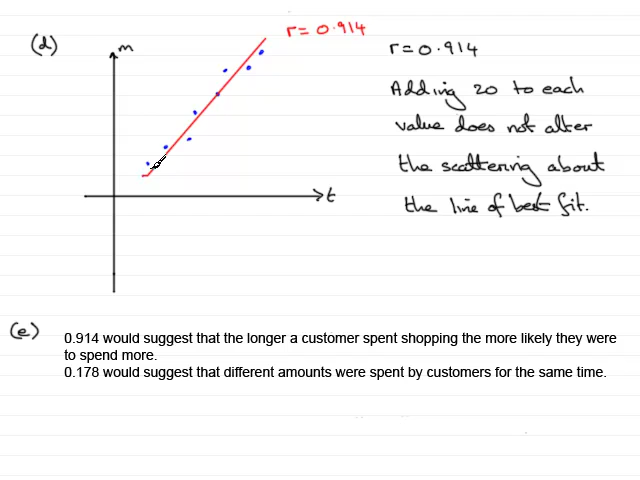 r = 0.914
(d)
m
r = 0.914
Adding 20 to each
value does not alter
the scattering about
the line of best fit.
t
(e)
0.914 would suggest that the longer a customer spent shopping the more likely they were
to spend more.
0.178 would suggest that different amounts were spent by customers for the same time.